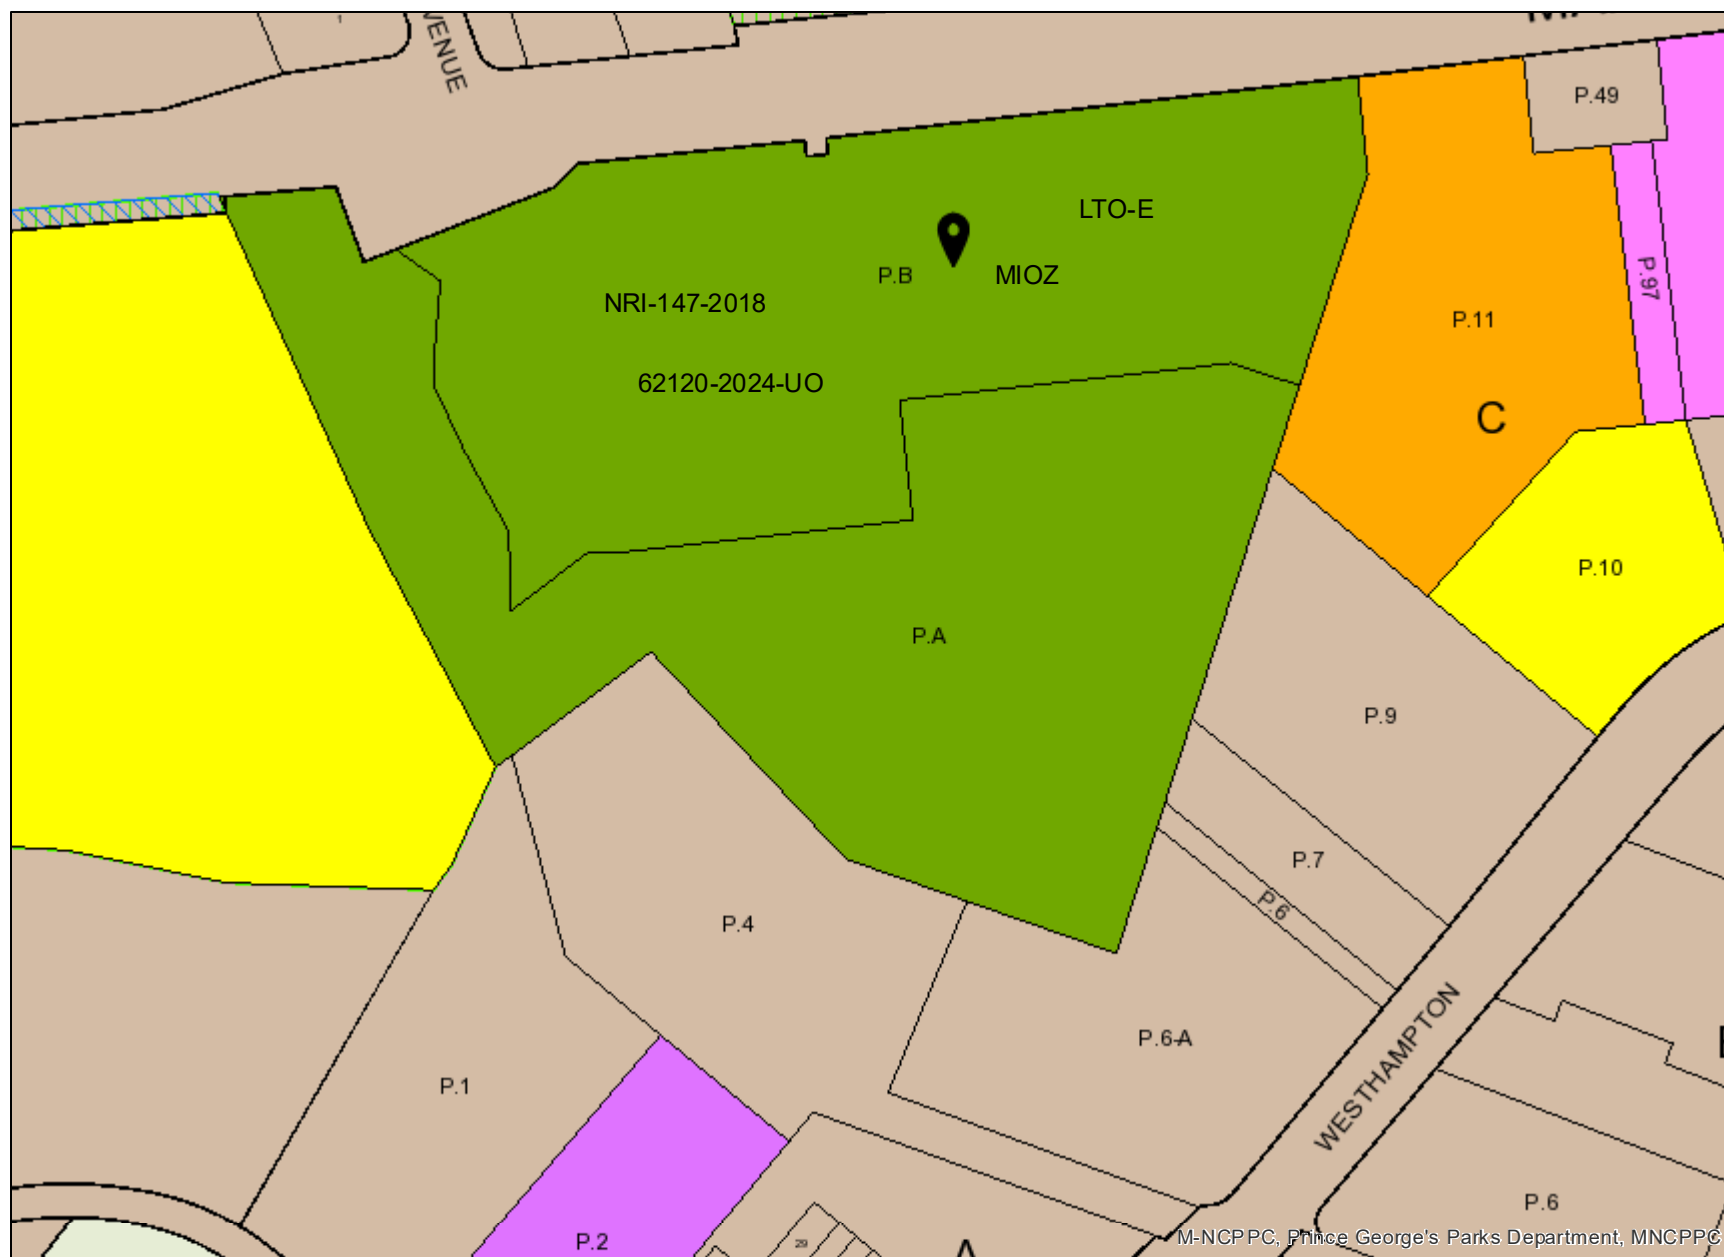 VENUE
P.49
LTO-E
P.B
MIOZ
P.97
NRI-147-2018
P.11
62120-2024-UO
C
P.10
P.A
P.9
P.7
P.6
P.4
P.6-A
WESTHAMPTON
P.1
P.6
P.2
29
A
M-NCPPC, Prince George's Parks Department, MNCPPC